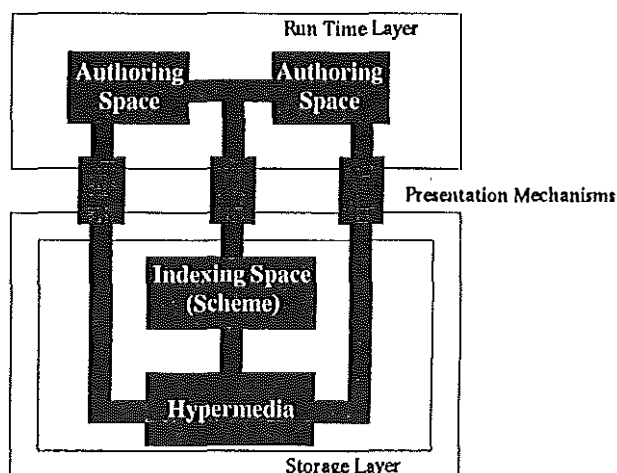 Run Time Layer
Authoring
Space
Authoring
Space
Presentation Mechanisms
Indexing Space
(Scheme)
Hypermedia
Storage Layer